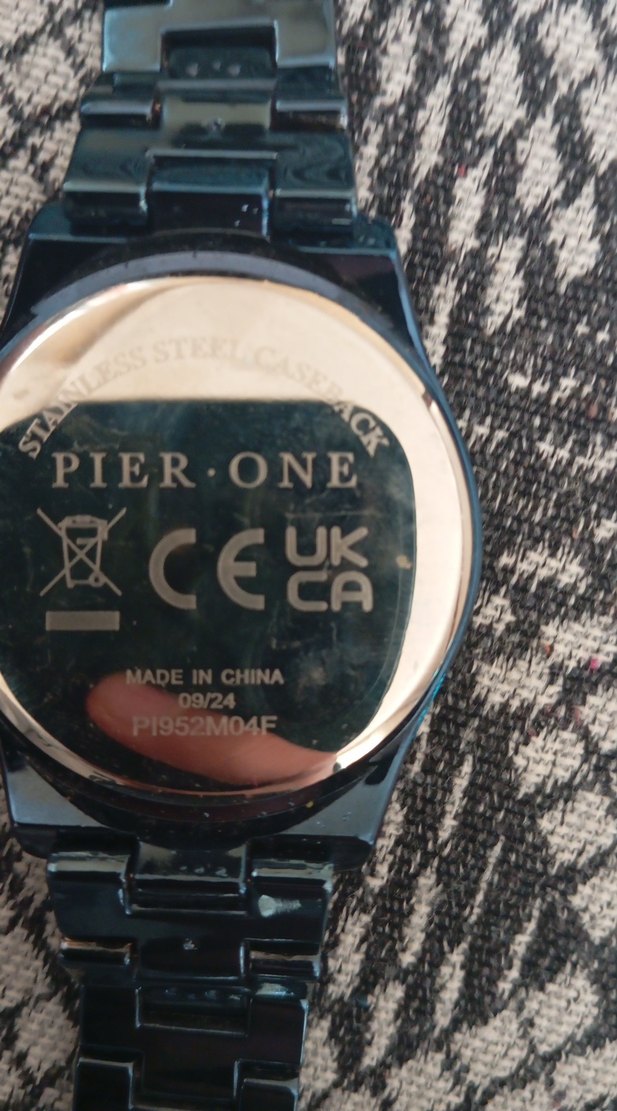 STAINLESS STEEL CASEBACK
PIER·ONE
CE UK
CA
MADE IN CHINA
09/24
PI952M04F